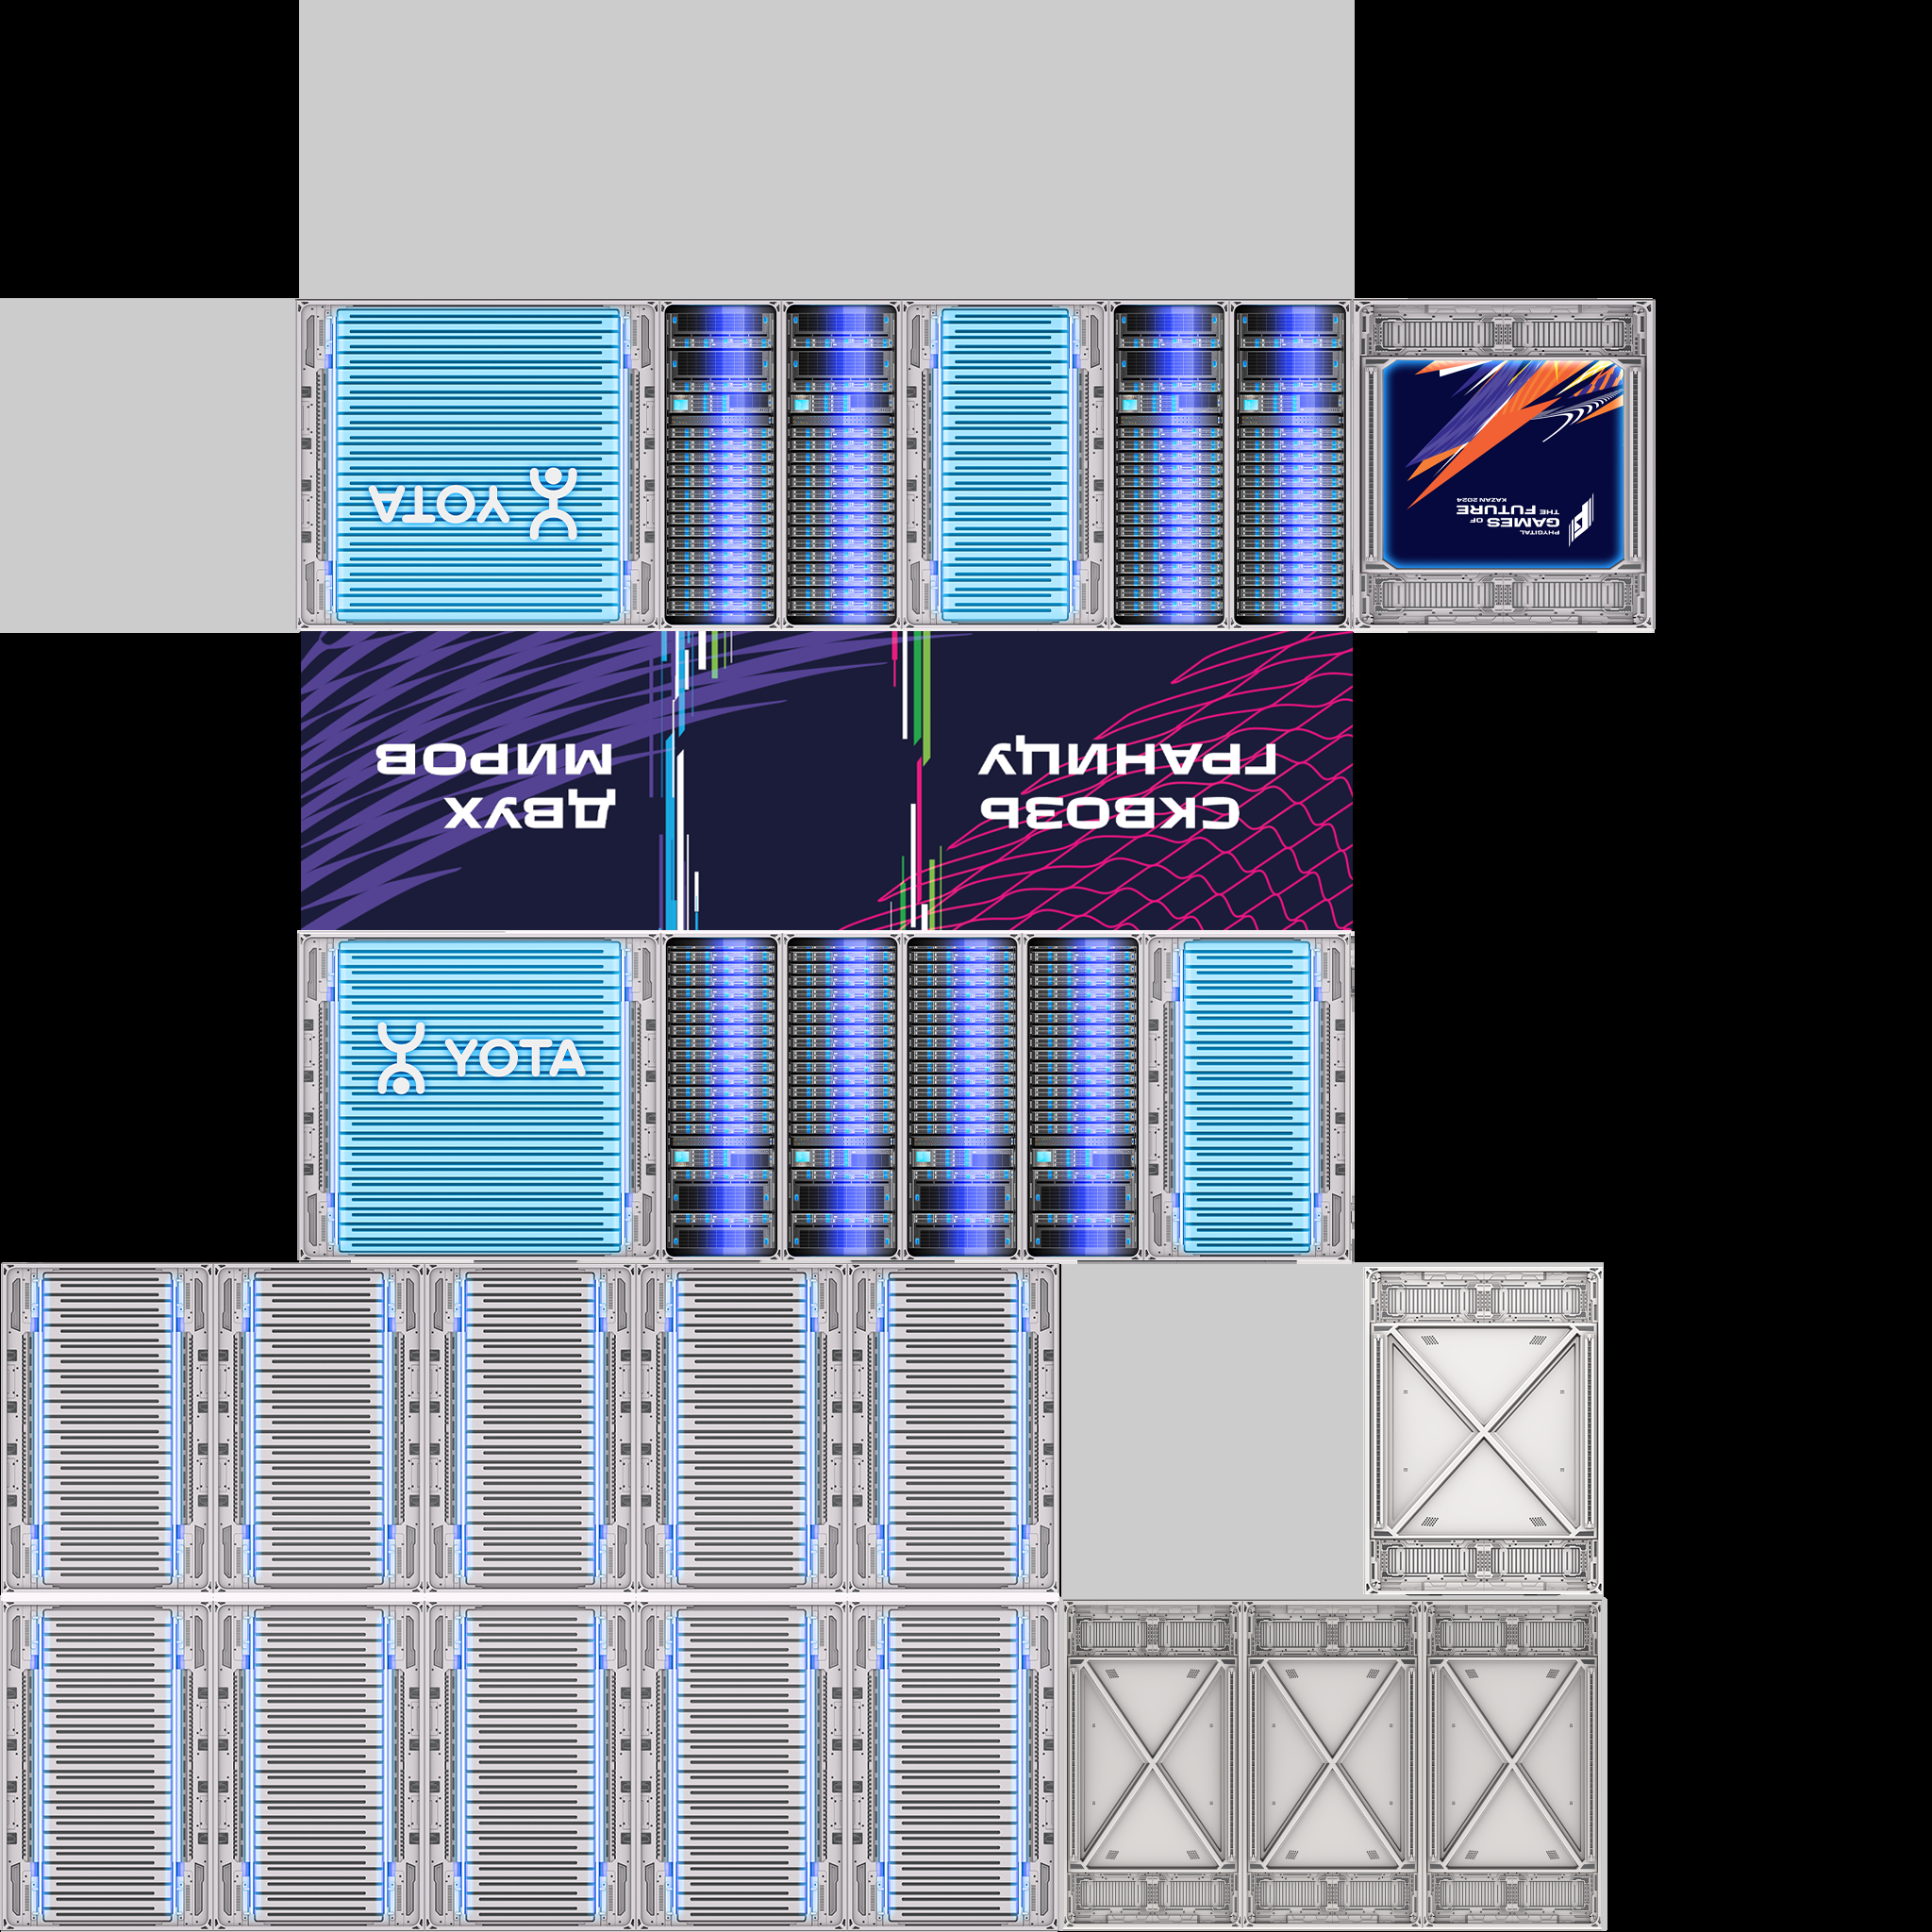 YOTA
PHYGITAL
GAMES OF
THE FUTURE
KAZAN 2024
СКВОЗЬ
ГРАНИЦУ
ДВУХ
МИРОВ
YOTA